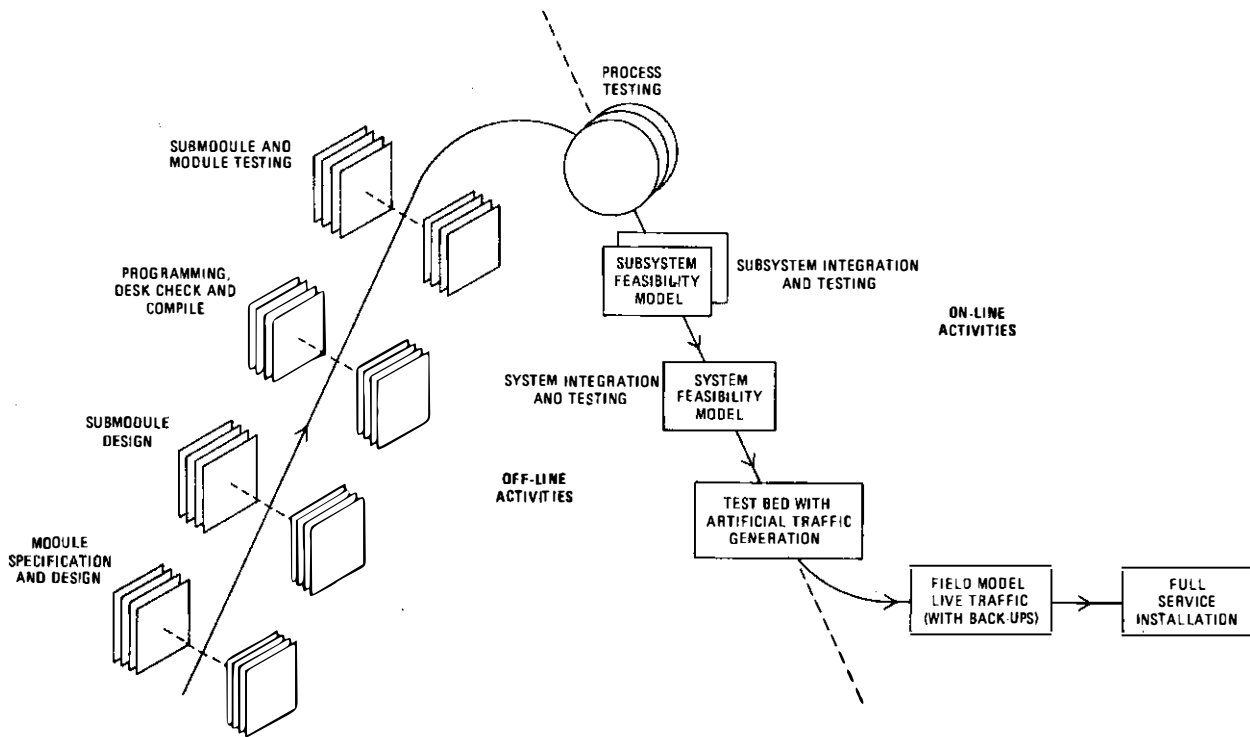 PROCESS
TESTING
SUBMODULE AND
MODULE TESTING
PROGRAMMING,
DESK CHECK AND
COMPILE
SUBMODULE
DESIGN
MODULE
SPECIFICATION
AND DESIGN
SUBSYSTEM
FEASIBILITY
MODEL
SUBSYSTEM INTEGRATION
AND TESTING
ON-LINE
ACTIVITIES
SYSTEM INTEGRATION
AND TESTING
SYSTEM
FEASIBILITY
MODEL
OFF-LINE
ACTIVITIES
TEST BED WITH
ARTIFICIAL TRAFFIC
GENERATION
FIELD MODEL
LIVE TRAFFIC
(WITH BACK-UPS)
FULL
SERVICE
INSTALLATION